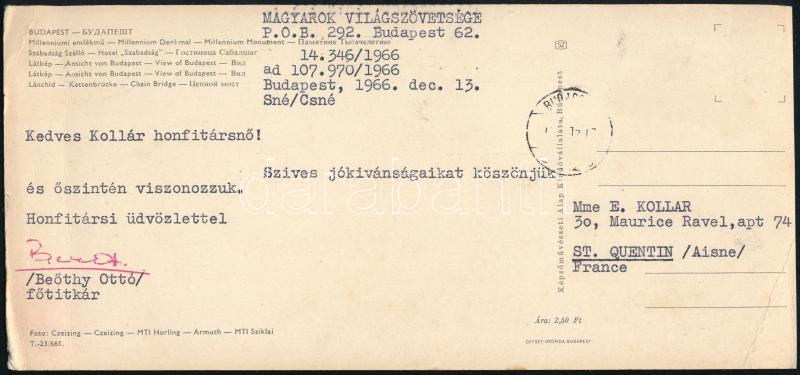 MAGYAROK VILÁGSZÖVETSÉGE
P.O.B. 292. Budapest 62.
14.346/1966
ad 107.970/1966
Budapest, 1966. dec. 13.
Sné/Csné
BUDAPEST — БУДАПЕШТ
Millenniumi emlékmű — Millennium Denkmal — Millennium Monument — Памятник Тысячелетию
Szabadság Szálló — Hotel „Szabadság" — Гостиница Сабадшаг
Látkép — Ansicht von Budapest — View of Budapest — Вид
Látkép — Ansicht von Budapest — View of Budapest — Вид
Lánchíd — Kettenbrücke — Chain Bridge — Цепной мост
Kedves Kollár honfitársnő!
Szives jókivánságaikat köszönjük
és őszintén viszonozzuk.
Honfitársi üdvözlettel
/Beőthy Ottó/
főtitkár
Foto: Czeizing — Czeizing — MTI Horling — Armuth — MTI Sziklai
T.-23/661.
Képzőművészeti Alap Kiadóvállalata, Budapest
Mme E. KOLLAR
30, Maurice Ravel,apt 74
ST. QUENTIN /Aisne/
France
Ára: 2,50 Ft
OFFSET-NYOMDA BUDAPEST
darabanth